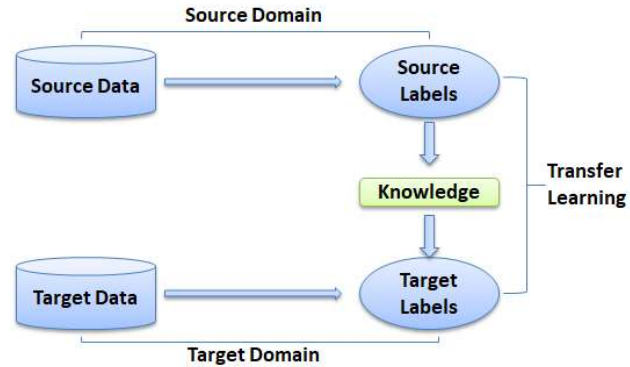 Source Domain
Source Data
Source
Labels
Knowledge
Transfer
Learning
Target Data
Target
Labels
Target Domain